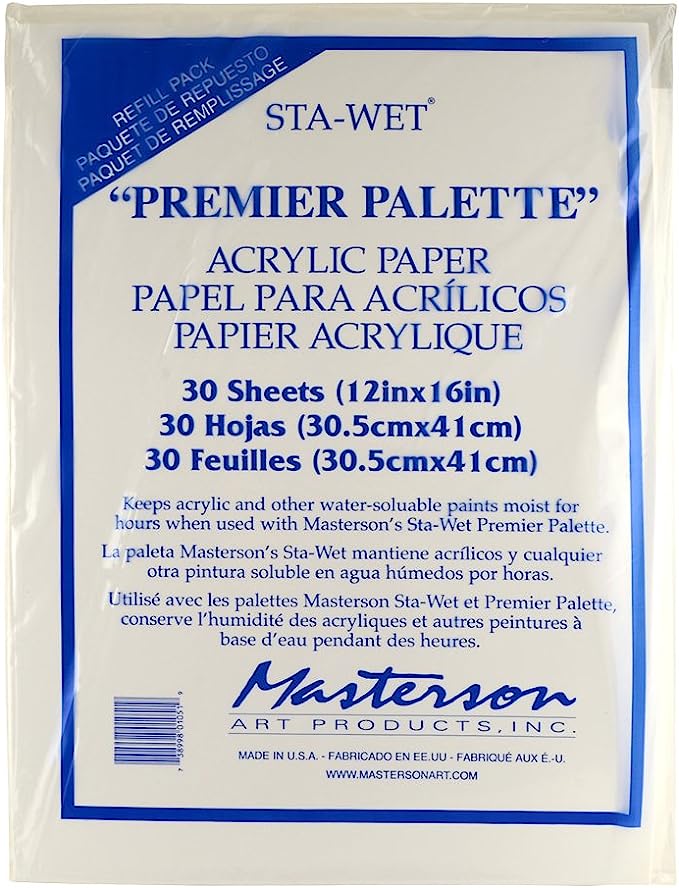 REFILL PACK
PAQUETE DE REPUESTO
PAQUET DE REMPLISSAGE
STA-WET®
"PREMIER PALETTE"
ACRYLIC PAPER
PAPEL PARA ACRÍLICOS
PAPIER ACRYLIQUE
30 Sheets (12inx16in)
30 Hojas (30.5cmx41cm)
30 Feuilles (30.5cmx41cm)
Keeps acrylic and other water-soluable paints moist for
hours when used with Masterson's Sta-Wet Premier Palette.
La paleta Masterson's Sta-Wet mantiene acrílicos y cualquier
otra pintura soluble en agua húmedos por horas.
Utilisé avec les palettes Masterson Sta-Wet et Premier Palette,
conserve l'humidité des acryliques et autres peintures à
base d'eau pendant des heures.
Masterson
ART PRODUCTS, INC.
MADE IN U.S.A. - FABRICADO EN EE.UU - FABRIQUÉ AUX É.-U.
WWW.MASTERSONART.COM
7 38998 01051 9